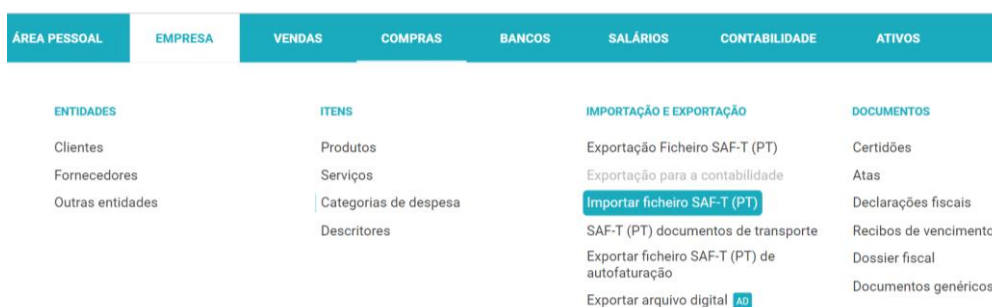 ÁREA PESSOAL
EMPRESA
VENDAS
COMPRAS
BANCOS
SALÁRIOS
CONTABILIDADE
ATIVOS
ENTIDADES
Clientes
Fornecedores
Outras entidades
ITENS
Produtos
Serviços
Categorias de despesa
Descritores
IMPORTAÇÃO E EXPORTAÇÃO
Exportação Ficheiro SAF-T (PT)
Exportação para a contabilidade
Importar ficheiro SAF-T (PT)
SAF-T (PT) documentos de transporte
Exportar ficheiro SAF-T (PT) de
autofaturação
Exportar arquivo digital AD
DOCUMENTOS
Certidões
Atas
Declarações fiscais
Recibos de vencimento
Dossier fiscal
Documentos genéricos